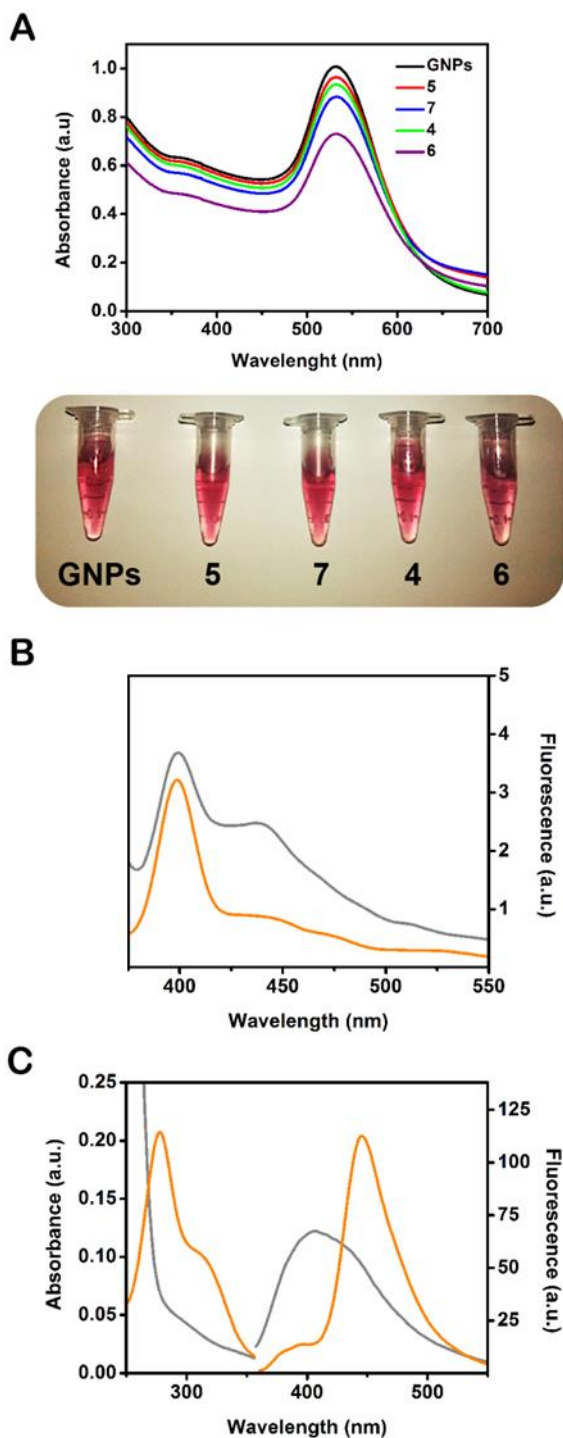 A
1.0
0.8
0.6
0.4
0.2
0.0
Absorbance (a.u)
GNPs
5
7
4
6
300 400 500 600 700
Wavelenght (nm)
GNPs 5 7 4 6
B
5
4
3
2
1
Fluorescence (a.u.)
400 450 500 550
Wavelength (nm)
C
0.25
0.20
0.15
0.10
0.05
0.00
Absorbance (a.u.)
125
100
75
50
25
Fluorescence (a.u.)
300 400 500
Wavelength (nm)